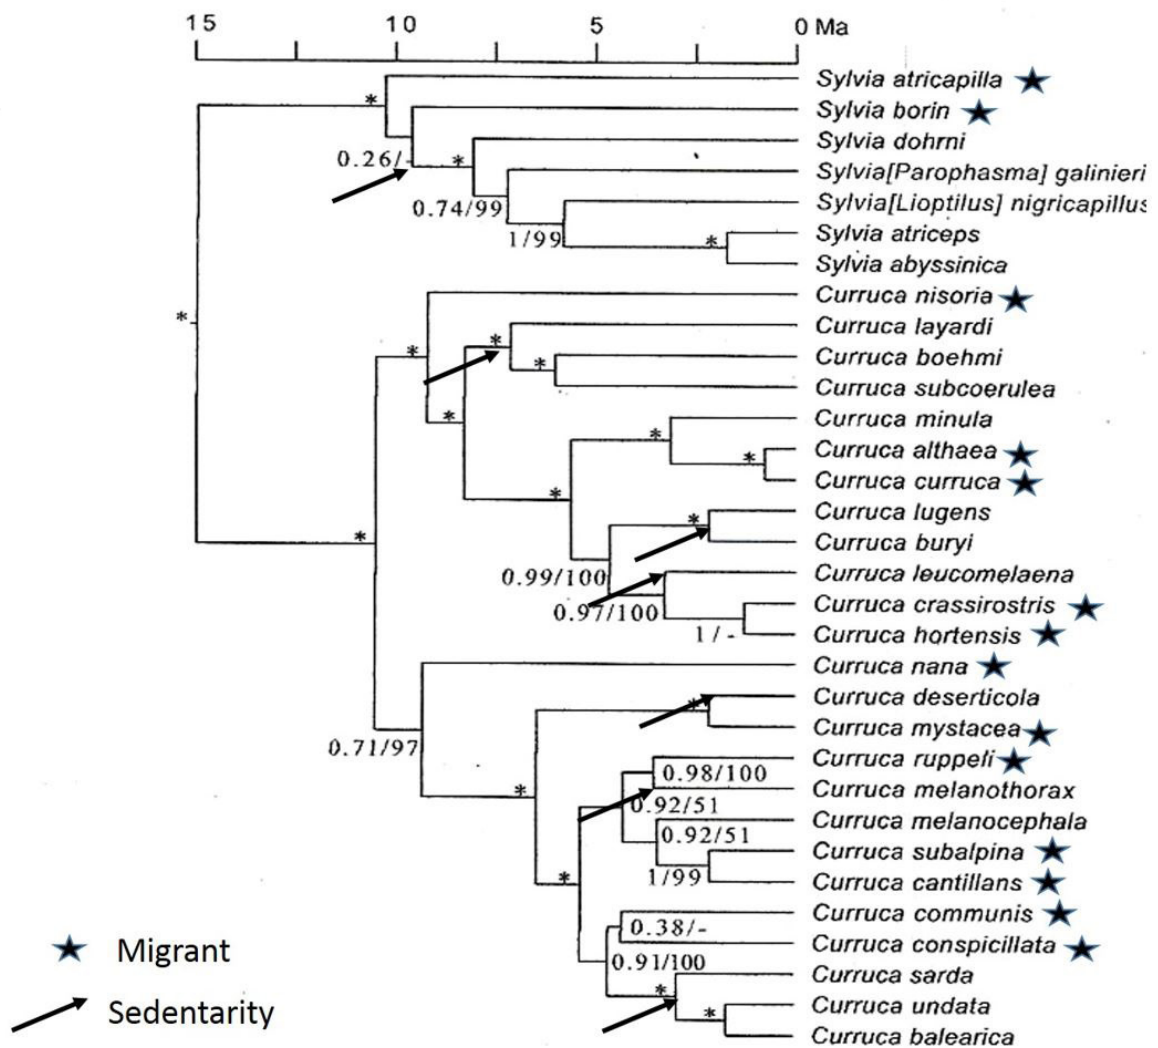 15 10 5 0 Ma
Sylvia atricapilla
*
Sylvia borin
Sylvia dohrni
0.26/-
*
Sylvia[Parophasma] galinieri
0.74/99
Sylvia[Lioptilus] nigricapillus
1/99
*
Sylvia atriceps
Sylvia abyssinica
Curruca nisoria
*
Curruca layardi
*
*
*
Curruca boehmi
Curruca subcoerulea
*
Curruca minula
*
*
Curruca althaea
Curruca curruca
*
Curruca lugens
*
Curruca buryi
*
0.99/100
Curruca leucomelaena
0.97/100
Curruca crassirostris
1/-
Curruca hortensis
Curruca nana
Curruca deserticola
*
Curruca mystacea
0.71/97
Curruca ruppeli
0.98/100
*
Curruca melanothorax
0.92/51
Curruca melanocephala
0.92/51
Curruca subalpina
*
1/99
Curruca cantillans
Curruca communis
0.38/-
Curruca conspicillata
0.91/100
Curruca sarda
*
Curruca undata
*
Curruca balearica
Migrant
Sedentarity